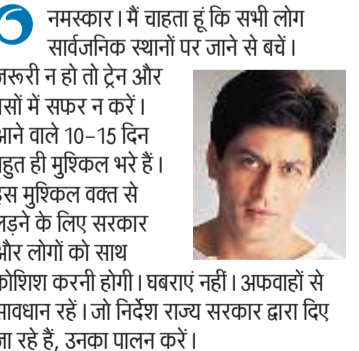 नमस्कार । मैं चाहता हूं कि सभी लोग
सार्वजनिक स्थानों पर जाने से बचें ।
जरूरी न हो तो ट्रेन और
बसों में सफर न करें ।
आने वाले 10-15 दिन
बहुत ही मुश्किल भरे हैं ।
इस मुश्किल वक्त से
लड़ने के लिए सरकार
और लोगों को साथ
कोशिश करनी होगी । घबराएं नहीं । अफवाहों से
सावधान रहें । जो निर्देश राज्य सरकार द्वारा दिए
जा रहे हैं, उनका पालन करें ।